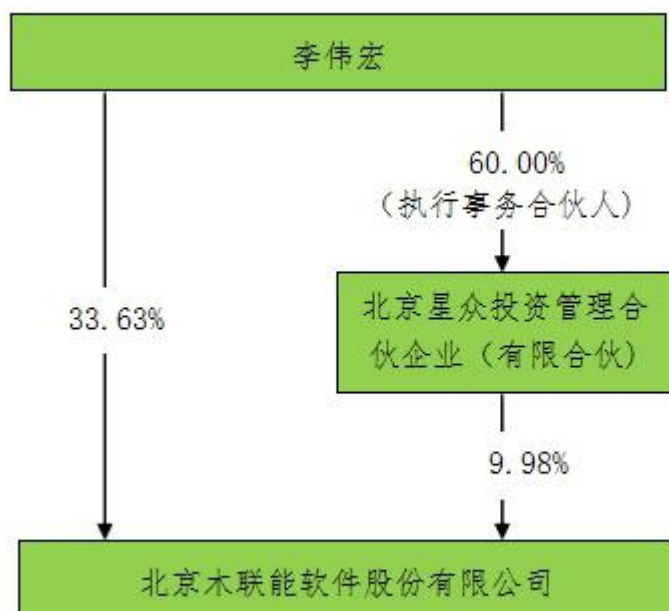 李伟宏
60.00%
（执行事务合伙人）
33.63%
北京星众投资管理合
伙企业（有限合伙）
9.98%
北京木联能软件股份有限公司